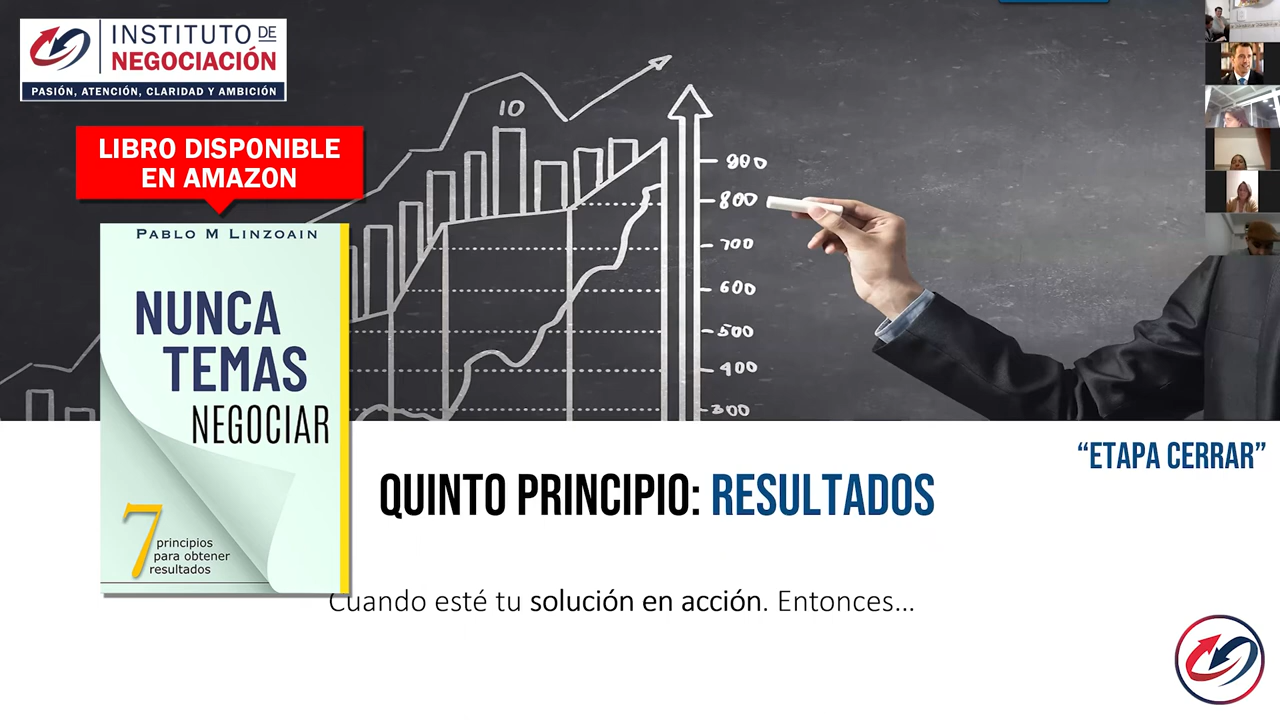 INSTITUTO DE
NEGOCIACIÓN
PASIÓN, ATENCIÓN, CLARIDAD Y AMBICIÓN
LIBRO DISPONIBLE
EN AMAZON
PABLO M LINZOAIN
NUNCA
TEMAS
NEGOCIAR
7
principios
para obtener
resultados
10
900
800
700
600
500
400
300
“ETAPA CERRAR”
QUINTO PRINCIPIO: RESULTADOS
Cuando esté tu solución en acción. Entonces...